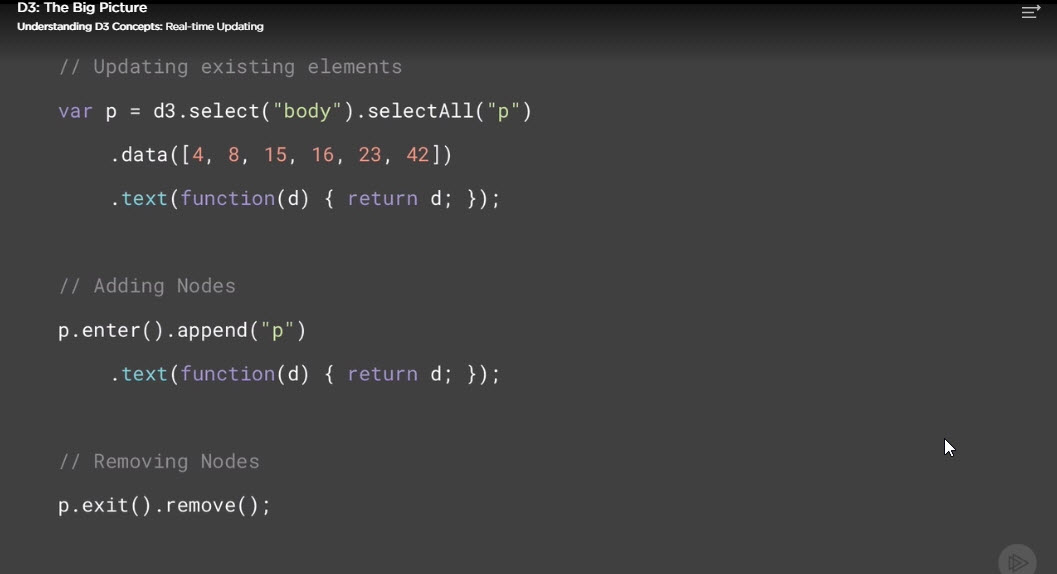 D3: The Big Picture
Understanding D3 Concepts: Real-time Updating
// Updating existing elements
var p = d3.select("body").selectAll("p")
.data([4, 8, 15, 16, 23, 42])
.text(function(d) { return d; });
// Adding Nodes
p.enter().append("p")
.text(function(d) { return d; });
// Removing Nodes
p.exit().remove();